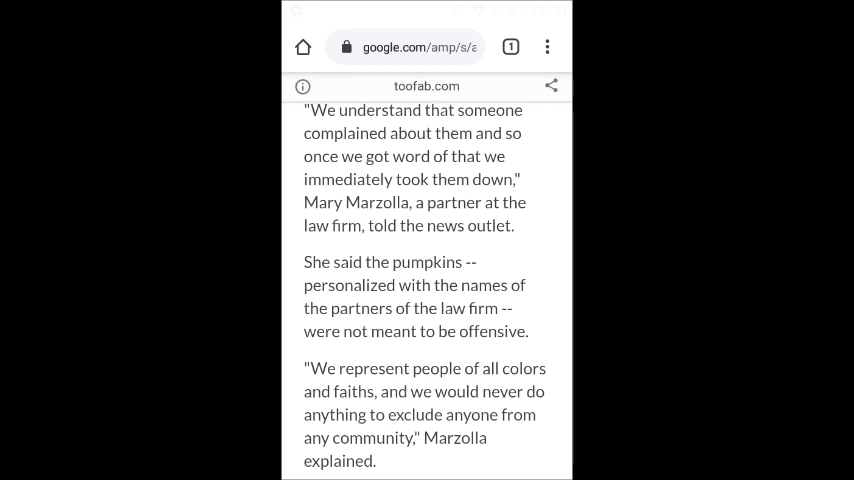 google.com/amp/s/a
1
toofab.com
"We understand that someone
complained about them and so
once we got word of that we
immediately took them down,"
Mary Marzolla, a partner at the
law firm, told the news outlet.
She said the pumpkins --
personalized with the names of
the partners of the law firm --
were not meant to be offensive.
"We represent people of all colors
and faiths, and we would never do
anything to exclude anyone from
any community," Marzolla
explained.